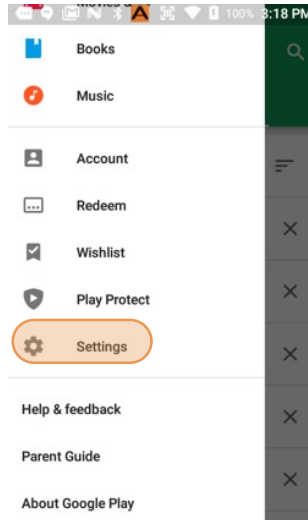 100% 3:18 PM
Books
Music
Account
Redeem
Wishlist
Play Protect
Settings
Help & feedback
Parent Guide
About Google Play